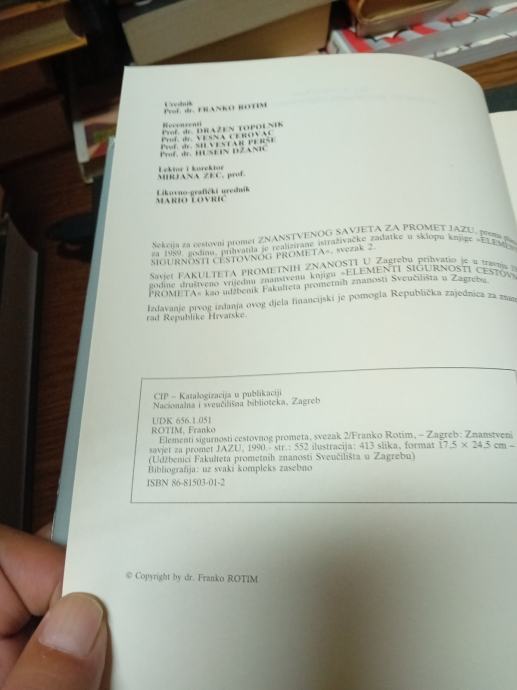 Urednik
Prof. dr. FRANKO ROTIM
Recenzenti
Prof. dr. DRAŽEN TOPOLNIK
Prof. dr. VESNA CEROVAC
Prof. dr. SILVESTAR PERŠE
Prof. dr. HUSEIN DŽANIĆ
Lektor i korektor
MIRJANA ZEC, prof.
Likovno-grafički urednik
MARIO LOVRIĆ
Sekcija za cestovni promet ZNANSTVENOG SAVJETA ZA PROMET JAZU, prema
za 1989. godinu, prihvatila je realizirane istraživačke zadatke u sklopu knjige »ELEMENTI
SIGURNOSTI CESTOVNOG PROMETA«, svezak 2.
Savjet FAKULTETA PROMETNIH ZNANOSTI U Zagrebu prihvatio je u travnju
godine društveno vrijednu znanstvenu knjigu »ELEMENTI SIGURNOSTI CESTOV
PROMETA« kao udžbenik Fakulteta prometnih znanosti Sveučilišta u Zagrebu.
Izdavanje prvog izdanja ovog djela financijski je pomogla Republička zajednica za znans
rad Republike Hrvatske.
CIP – Katalogizacija u publikaciji
Nacionalna i sveučilišna biblioteka, Zagreb
UDK 656.1.051
ROTIM, Franko
Elementi sigurnosti cestovnog prometa, svezak 2/Franko Rotim, – Zagreb: Znanstveni
savjet za promet JAZU, 1990.- str.: 552 ilustracija: 413 slika, format 17,5 × 24,5 cm –
(Udžbenici Fakulteta prometnih znanosti Sveučilišta u Zagrebu)
Bibliografija: uz svaki kompleks zasebno
ISBN 86-81503-01-2
© Copyright by dr. Franko ROTIM